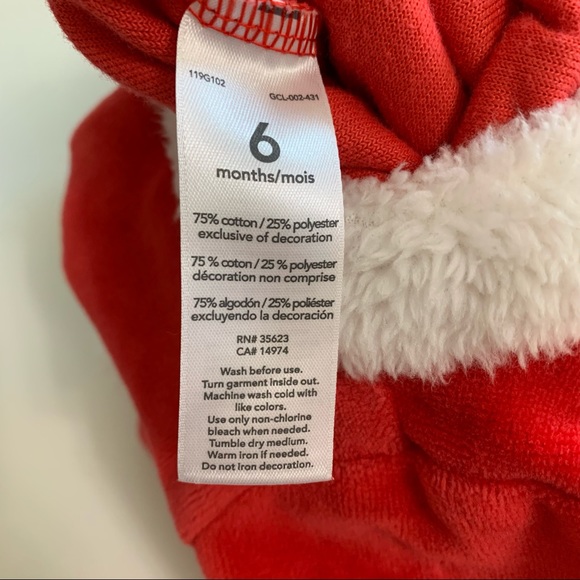 119G102
GCL-002-431
6
months/mois
75% cotton / 25% polyester
exclusive of decoration
75 % coton / 25 % polyester
décoration non comprise
75% algodón / 25% poliéster
excluyendo la decoración
RN# 35623
CA# 14974
Wash before use.
Turn garment inside out.
Machine wash cold with
like colors.
Use only non-chlorine
bleach when needed.
Tumble dry medium.
Warm iron if needed.
Do not iron decoration.